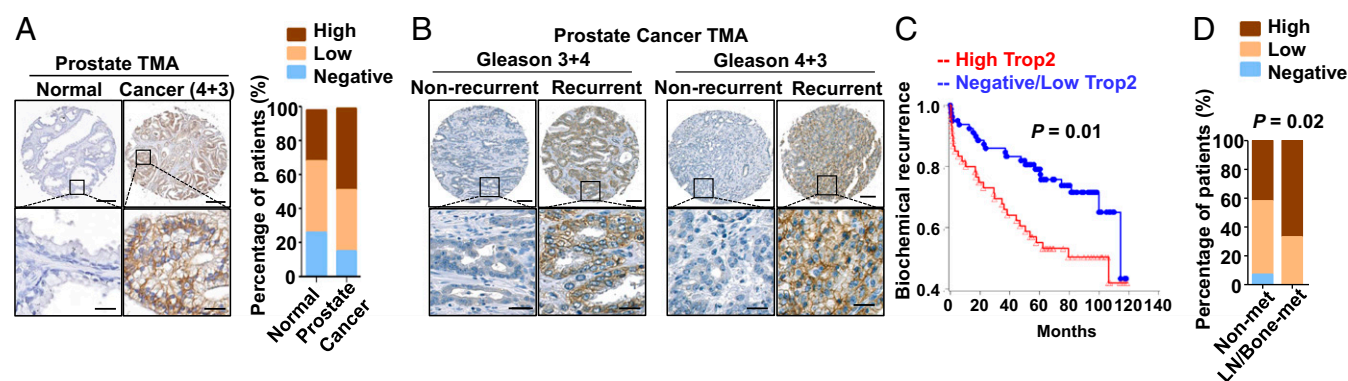 A
High
Low
Negative
Prostate TMA
Normal Cancer (4+3)
Percentage of patients (%)
100
80
60
40
20
0
Normal
Prostate
Cancer
B
Prostate Cancer TMA
Gleason 3+4
Gleason 4+3
Non-recurrent Recurrent
Non-recurrent Recurrent
C
-- High Trop2
-- Negative/Low Trop2
Biochemical recurrence
1.0
0.8
0.6
0.4
P = 0.01
0 20 40 60 80 100 120 140
Months
D
High
Low
Negative
P = 0.02
Percentage of patients (%)
100
80
60
40
20
0
Non-met
LN/Bone-met